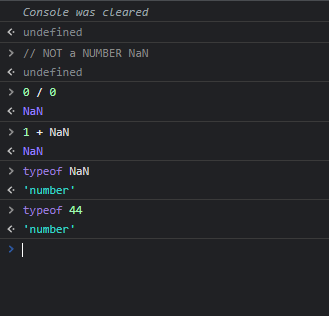 Console was cleared
undefined
// NOT a NUMBER NaN
undefined
0 / 0
NaN
1 + NaN
NaN
typeof NaN
'number'
typeof 44
'number'